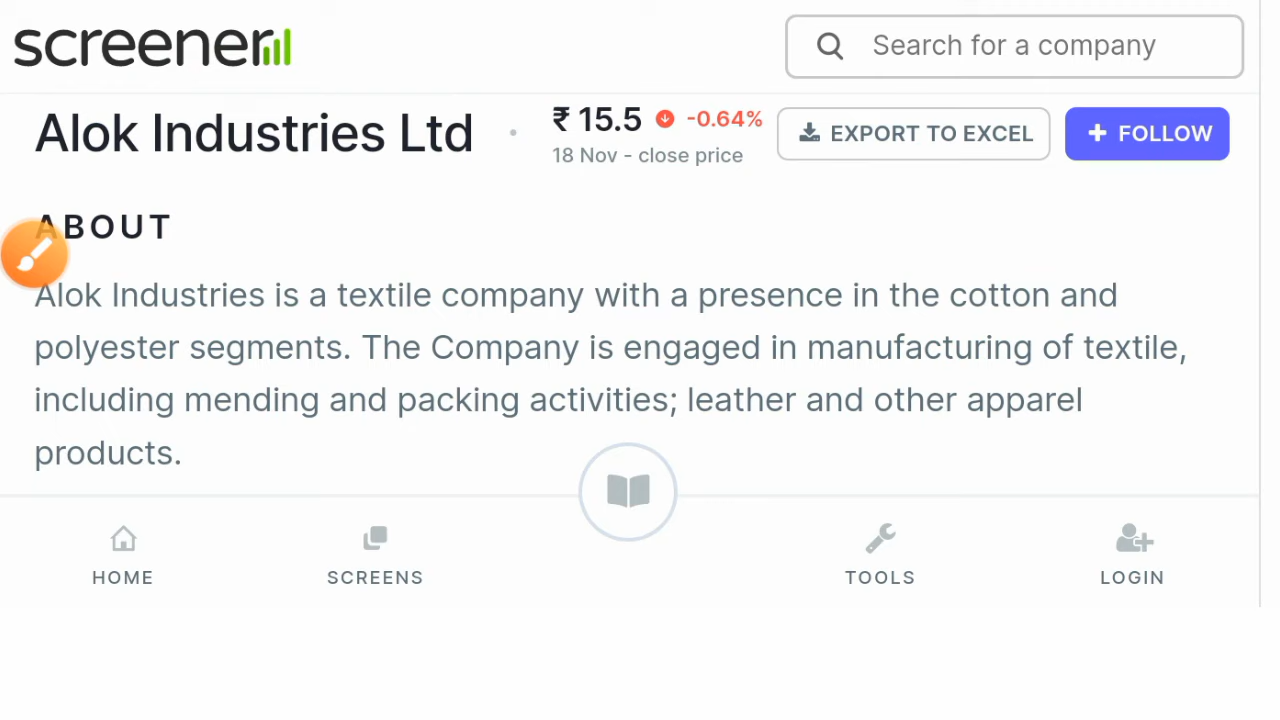 screener
Search for a company
Alok Industries Ltd
₹ 15.5 -0.64%
18 Nov - close price
EXPORT TO EXCEL
+ FOLLOW
ABOUT
Alok Industries is a textile company with a presence in the cotton and
polyester segments. The Company is engaged in manufacturing of textile,
including mending and packing activities; leather and other apparel
products.
HOME
SCREENS
TOOLS
LOGIN